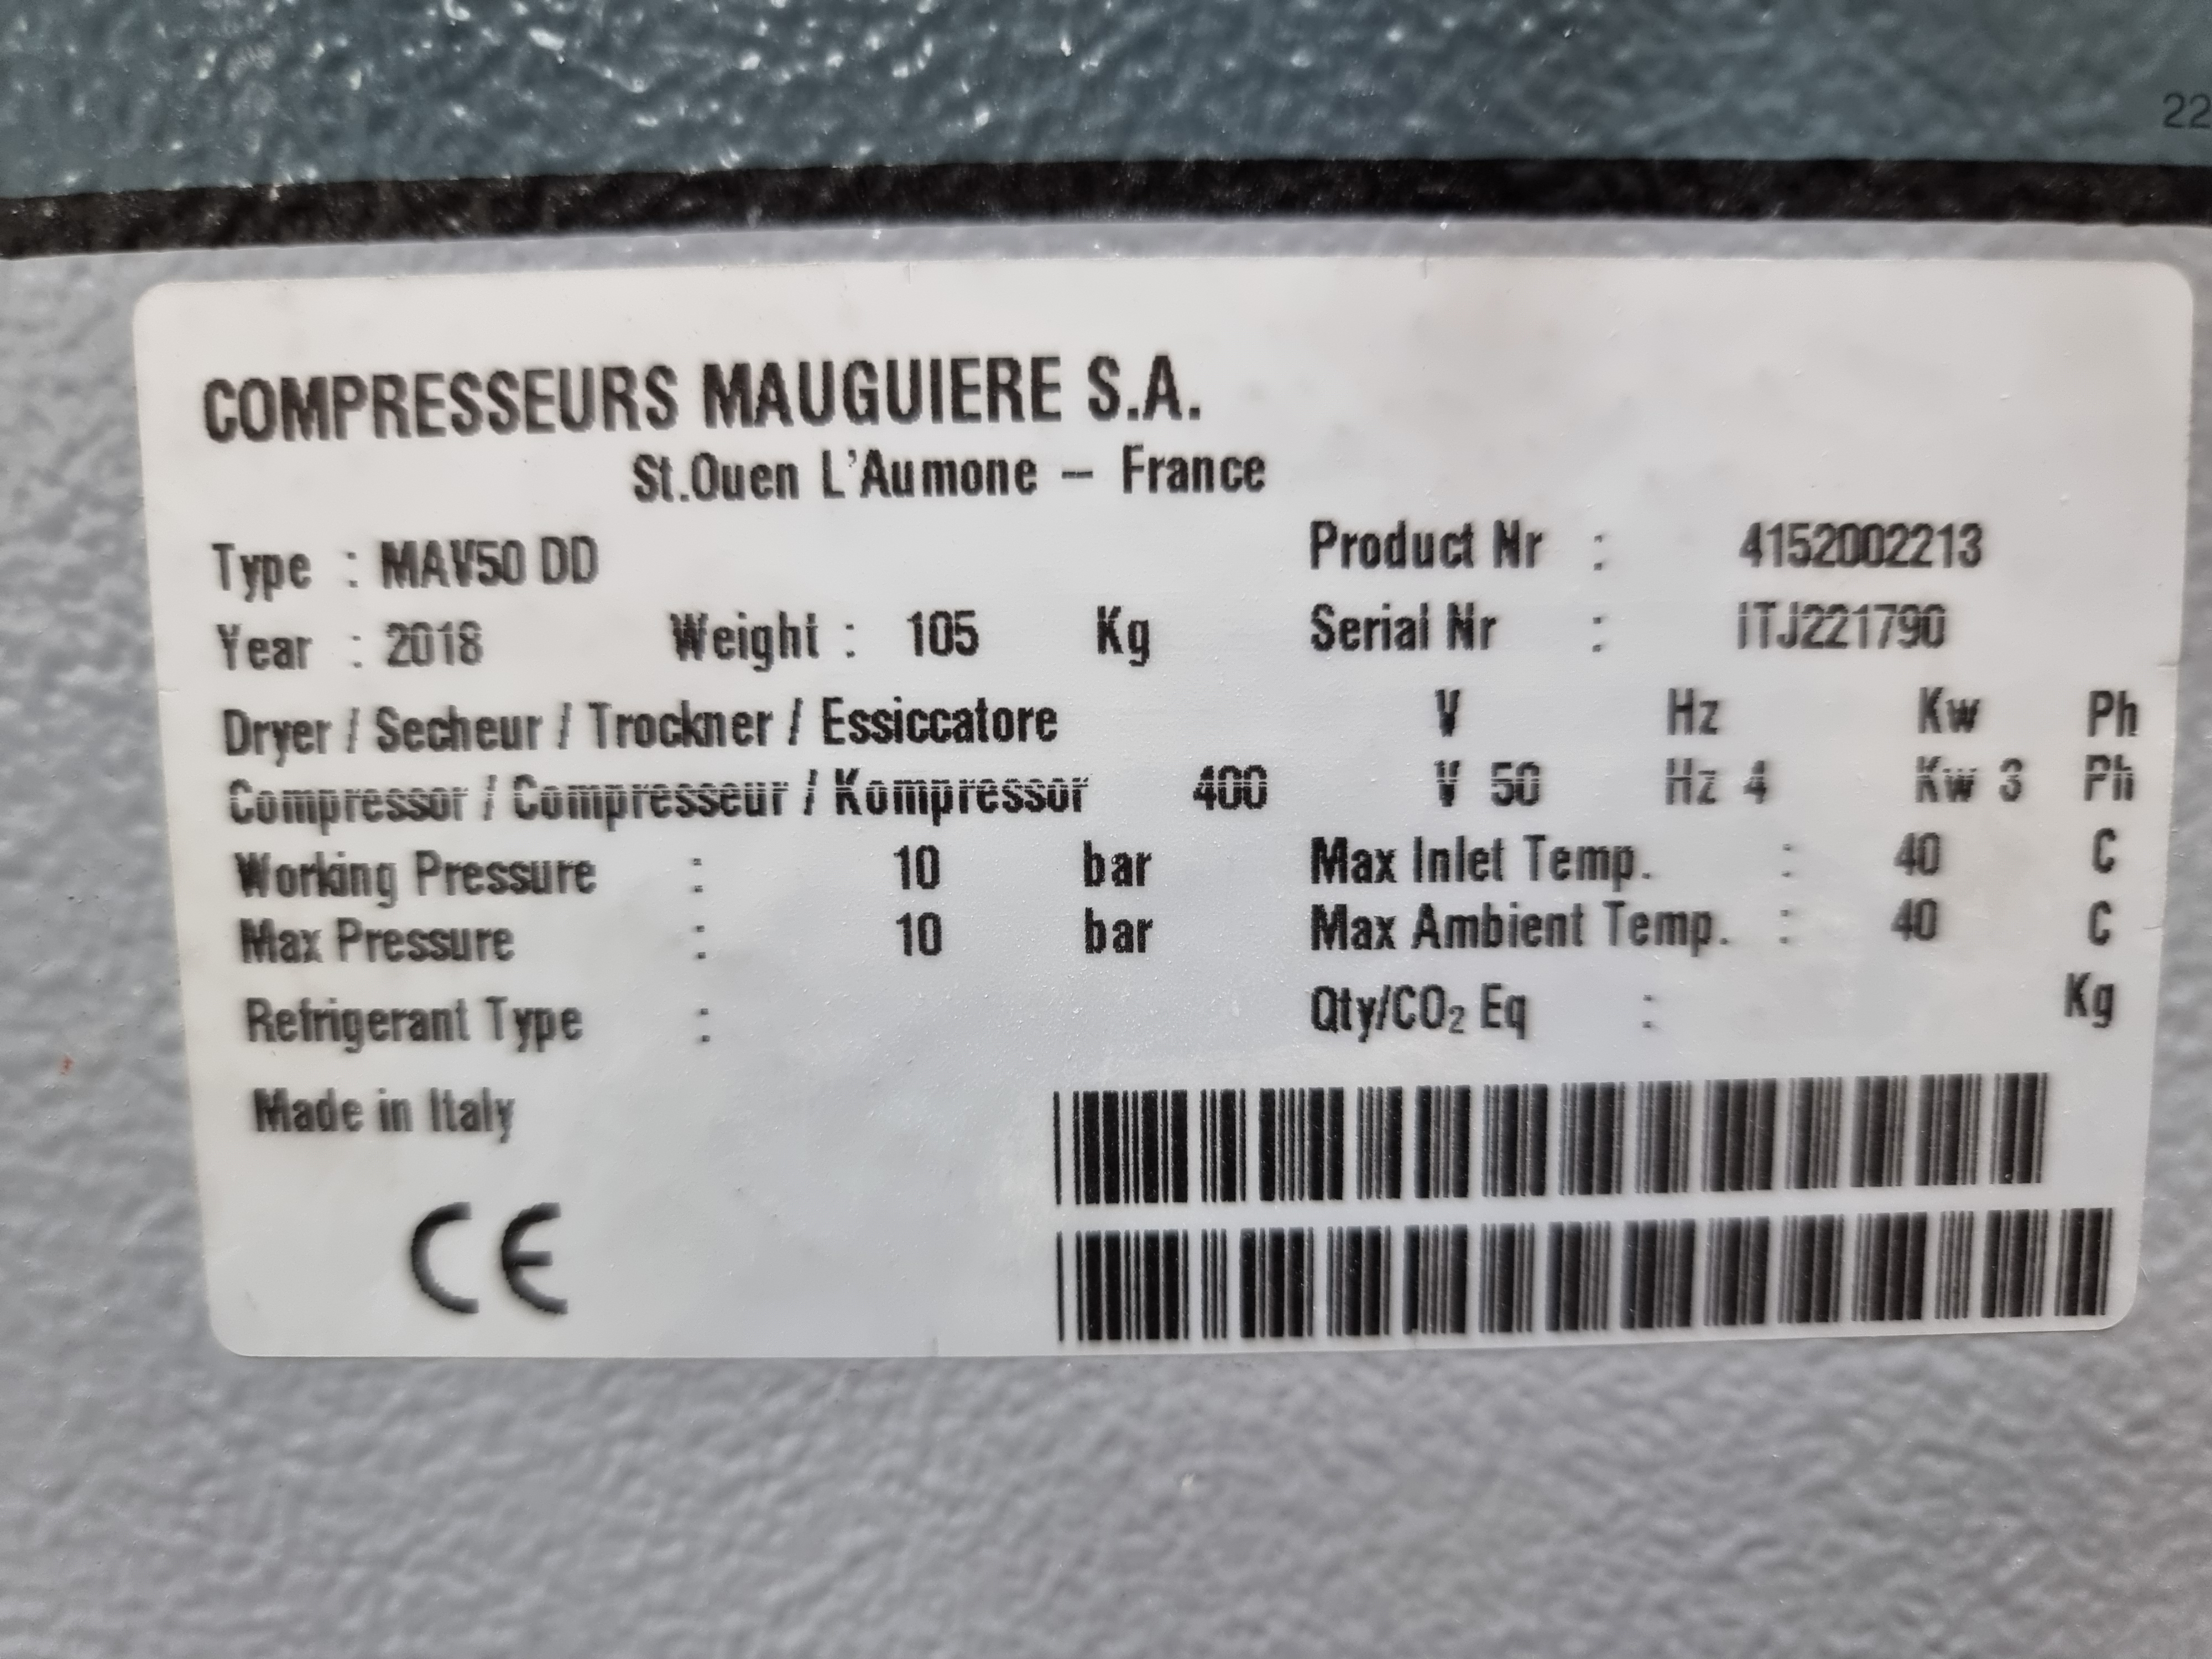 22
COMPRESSEURS MAUGUIERE S.A.
St.Ouen L'Aumone – France
Type : MAV50 DD Product Nr : 4152002213
Year : 2018 Weight : 105 Kg Serial Nr : ITJ221790
Dryer / Secheur / Trockner / Essiccatore V Hz Kw Ph
Compressor / Compresseur / Kompressor 400 V 50 Hz 4 Kw 3 Ph
Working Pressure : 10 bar Max Inlet Temp. : 40 C
Max Pressure : 10 bar Max Ambient Temp. : 40 C
Refrigerant Type : Qty/CO₂ Eq : Kg
Made in Italy
CE